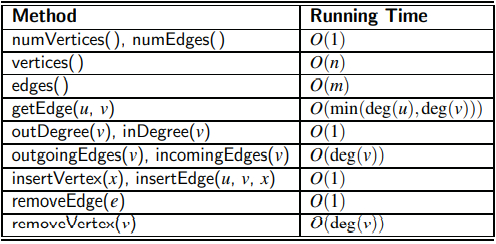 Method Running Time
numVertices( ), numEdges( ) O(1)
vertices( ) O(n)
edges( ) O(m)
getEdge(u, v) O(min(deg(u),deg(v)))
outDegree(v), inDegree(v) O(1)
outgoingEdges(v), incomingEdges(v) O(deg(v))
insertVertex(x), insertEdge(u, v, x) O(1)
removeEdge(e) O(1)
removeVertex(v) O(deg(v))